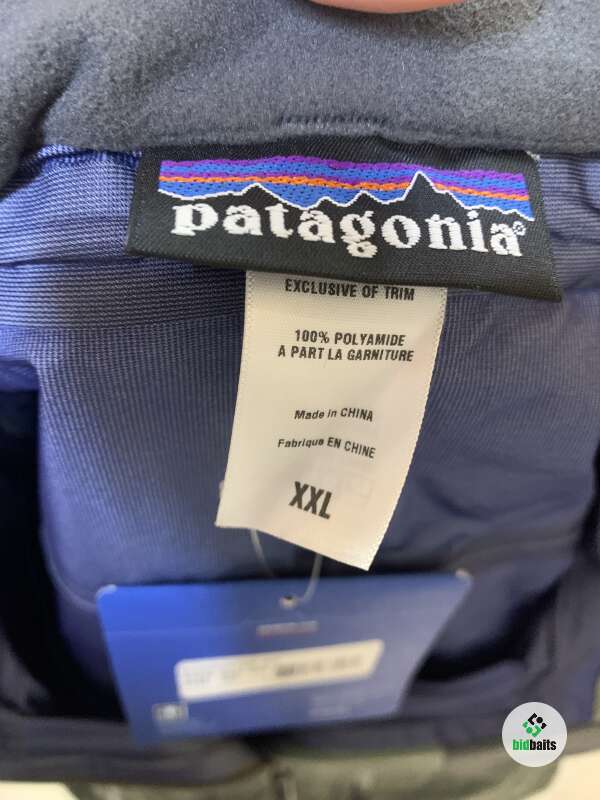 patagonia®
EXCLUSIVE OF TRIM
100% POLYAMIDE
A PART LA GARNITURE
Made in CHINA
Fabriqué EN CHINE
XXL
bidbaits